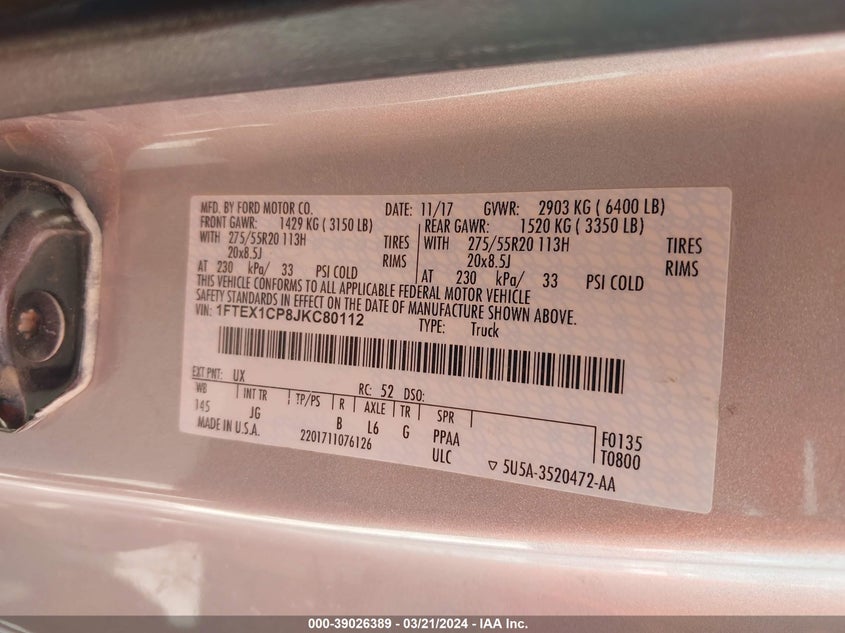 MFD. BY FORD MOTOR CO. DATE: 11/17 GVWR: 2903 KG ( 6400 LB)
FRONT GAWR: 1429 KG ( 3150 LB) REAR GAWR: 1520 KG ( 3350 LB)
WITH 275/55R20 113H TIRES WITH 275/55R20 113H TIRES
20x8.5J RIMS 20x8.5J RIMS
AT 230 kPa/ 33 PSI COLD AT 230 kPa/ 33 PSI COLD
THIS VEHICLE CONFORMS TO ALL APPLICABLE FEDERAL MOTOR VEHICLE
SAFETY STANDARDS IN EFFECT ON THE DATE OF MANUFACTURE SHOWN ABOVE.
VIN: 1FTEX1CP8JKC80112 TYPE: Truck
EXT PNT: UX RC: 52 DSO:
WB INT TR TP/PS R AXLE TR SPR
145 JG B L6 G PPAA F0135
MADE IN U.S.A. 2201711076126 ULC T0800
▽ 5U5A-3520472-AA
000-39026389 - 03/21/2024 - IAA Inc.